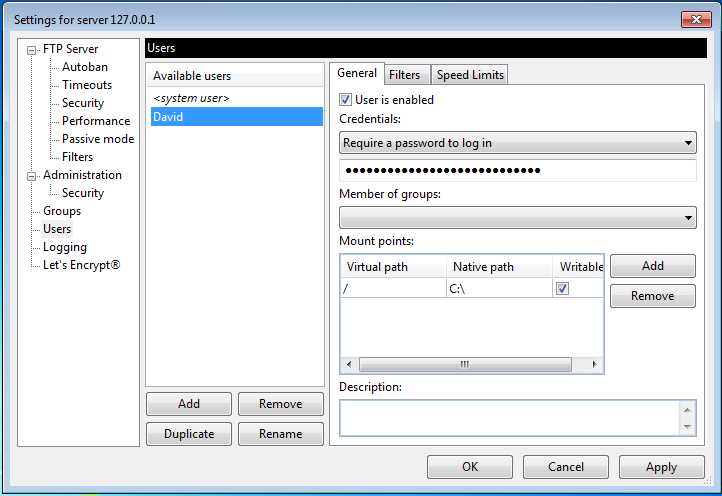 Settings for server 127.0.0.1
FTP Server
Autoban
Timeouts
Security
Performance
Passive mode
Filters
Administration
Security
Groups
Users
Logging
Let's Encrypt®
Users
Available users
<system user>
David
Add
Remove
Duplicate
Rename
General
Filters
Speed Limits
User is enabled
Credentials:
Require a password to log in
●●●●●●●●●●●●●●●●●●●●●●●●●●●●
Member of groups:
Mount points:
Virtual path
Native path
Writable
/
C:\
Add
Remove
Description:
OK
Cancel
Apply